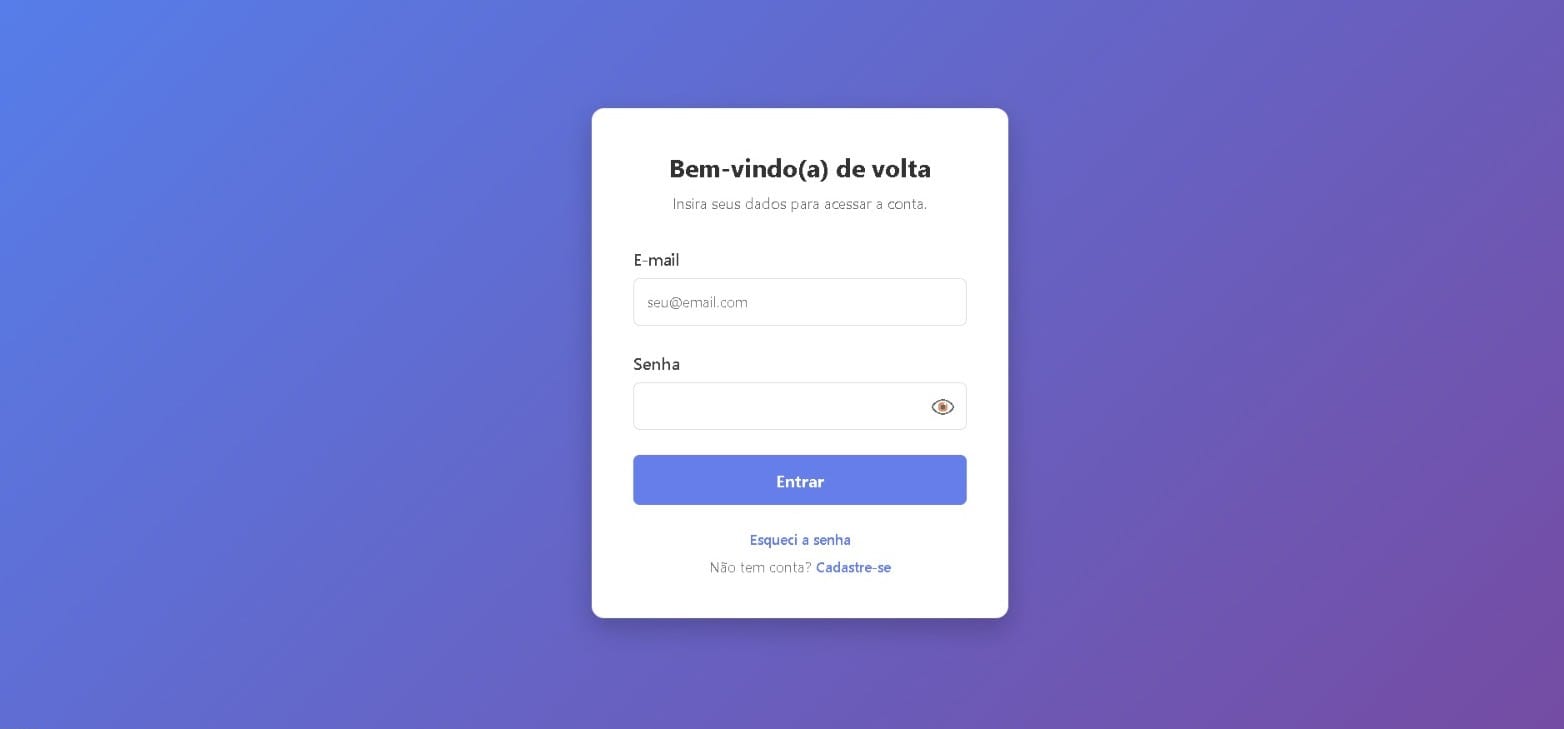 Bem-vindo(a) de volta
Insira seus dados para acessar a conta.
E-mail
seu@email.com
Senha
Entrar
Esqueci a senha
Não tem conta? Cadastre-se